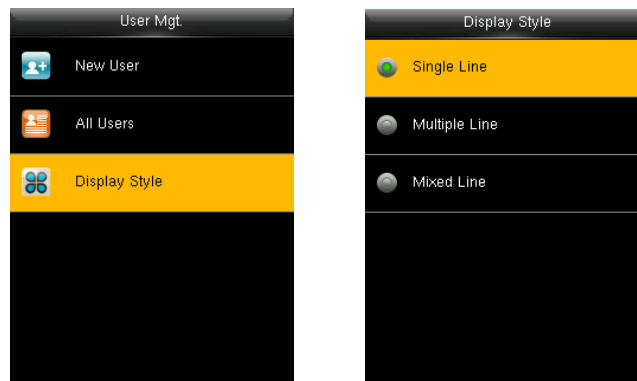 User Mgt.
New User
All Users
Display Style
Display Style
Single Line
Multiple Line
Mixed Line